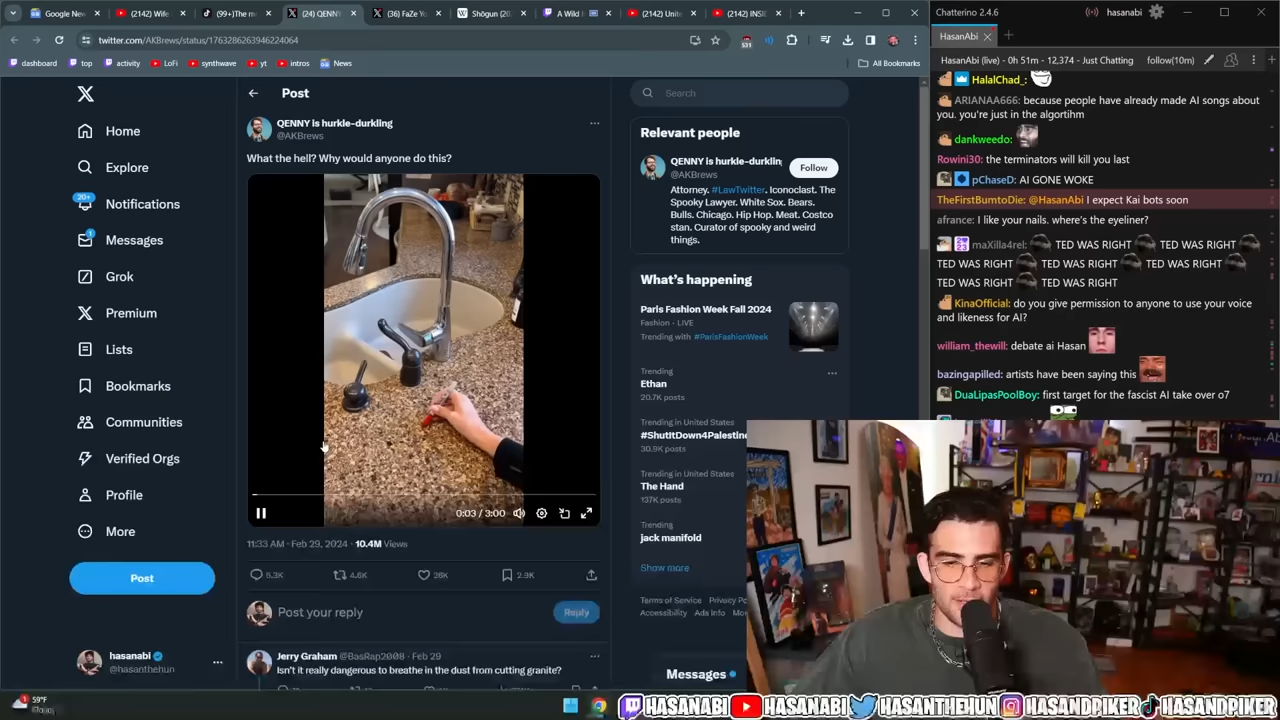 (24) QENN
(2142) Wife
(99+)The m
(24) QENN
(36) FaZe Yo
Shōgun (202
A Wild H
(2142) Unite
(2142) INSIE
twitter.com/AKBrews/status/1763286263946224064
531
dashboard
top
activity
LoFi
synthwave
yt
intros
News
All Bookmarks
Home
Explore
20+
Notifications
1
Messages
Grok
Premium
Lists
Bookmarks
Communities
Verified Orgs
Profile
More
Post
hasanabi
@hasanthehun
Post
QENNY is hurkle-durkling
@AKBrews
What the hell? Why would anyone do this?
0:03 / 3:00
11:33 AM · Feb 29, 2024 · 10.4M Views
5.3K
4.6K
26K
2.9K
Post your reply
Reply
Jerry Graham @BasRap2008 · Feb 29
Isn't it really dangerous to breathe in the dust from cutting granite?
Search
Relevant people
QENNY is hurkle-durklin
@AKBrews
Follow
Attorney. #LawTwitter. Iconoclast. The
Spooky Lawyer. White Sox. Bears.
Bulls. Chicago. Hip Hop. Meat. Costco
stan. Curator of spooky and weird
things.
What's happening
Paris Fashion Week Fall 2024
Fashion · LIVE
Trending with #ParisFashionWeek
Trending
Ethan
20.7K posts
Trending in United States
#ShutItDown4Palestine
30.9K posts
Trending in United States
The Hand
137K posts
Trending
jack manifold
Show more
Terms of Service
Privacy Po
Accessibility
Ads info
Mor
Messages
Chatterino 2.4.6
hasanabi
HasanAbi
HasanAbi (live) - 0h 51m - 12,374 - Just Chatting
follow(10m)
HalalChad_:
ARIANAA666: because people have already made AI songs about
you. you're just in the algortihm
dankweedo:
Rowini30: the terminators will kill you last
pChaseD: AI GONE WOKE
TheFirstBumtoDie: @HasanAbi I expect Kai bots soon
afrance: I like your nails. where's the eyeliner?
maXilla4rel: TED WAS RIGHT TED WAS RIGHT
TED WAS RIGHT TED WAS RIGHT TED WAS RIGHT
TED WAS RIGHT TED WAS RIGHT
KinaOfficial: do you give permission to anyone to use your voice
and likeness for AI?
william_thewill: debate ai Hasan
bazingapilled: artists have been saying this
DuaLipasPoolBoy: first target for the fascist AI take over o7
59°F
HASANABI
HASANABI
HASANTHEHUN
HASANDPIKER
HASANDPIKER